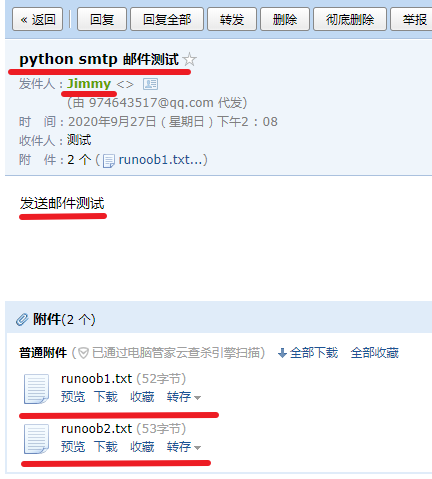 « 返回 回复 回复全部 转发 删除 彻底删除 举报
python smtp 邮件测试
发件人：Jimmy <>
(由 974643517@qq.com 代发)
时 间：2020年9月27日（星期日）下午2：08
收件人：测试
附 件：2 个 (runoob1.txt...)
发送邮件测试
附件(2 个)
普通附件 (已通过电脑管家云查杀引擎扫描) 全部下载 全部收藏
runoob1.txt (52字节)
预览 下载 收藏 转存
runoob2.txt (53字节)
预览 下载 收藏 转存